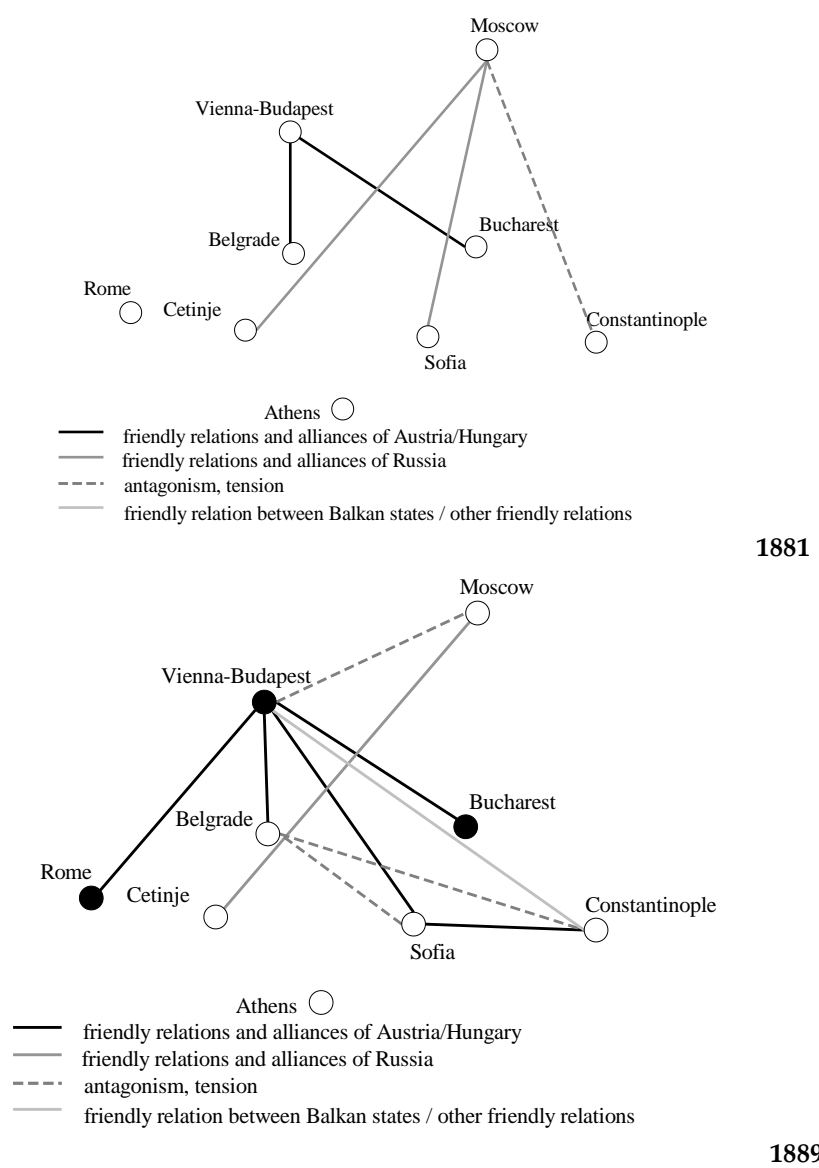 Moscow
Vienna-Budapest
Bucharest
Belgrade
Rome
Cetinje
Constantinople
Sofia
Athens
friendly relations and alliances of Austria/Hungary
friendly relations and alliances of Russia
antagonism, tension
friendly relation between Balkan states / other friendly relations
1881
Moscow
Vienna-Budapest
Bucharest
Belgrade
Rome
Cetinje
Constantinople
Sofia
Athens
friendly relations and alliances of Austria/Hungary
friendly relations and alliances of Russia
antagonism, tension
friendly relation between Balkan states / other friendly relations
1889